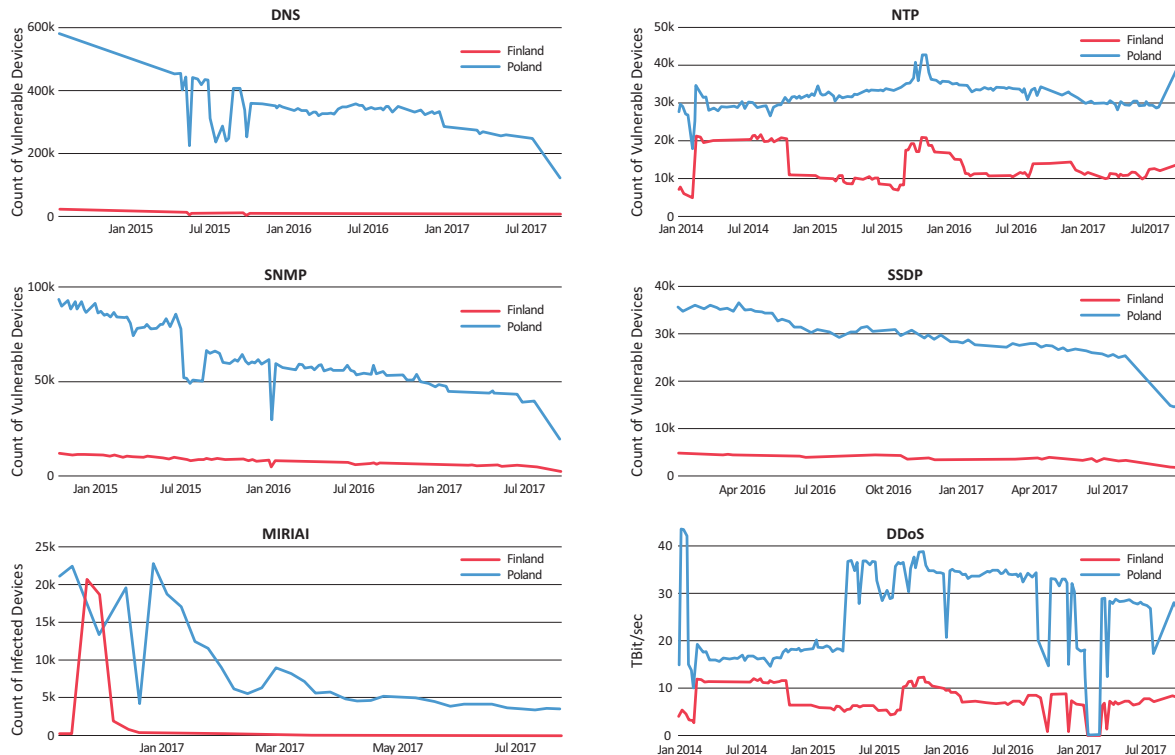 DNS
600k
400k
200k
0
Count of Vulnerable Devices
Finland
Poland
Jan 2015
Jul 2015
Jan 2016
Jul 2016
Jan 2017
Jul 2017
NTP
50k
40k
30k
20k
10k
0
Count of Vulnerable Devices
Finland
Poland
Jan 2014
Jul 2014
Jan 2015
Jul 2015
Jan 2016
Jul 2016
Jan 2017
Jul2017
SNMP
100k
50k
0
Count of Vulnerable Devices
Finland
Poland
Jan 2015
Jul 2015
Jan 2016
Jul 2016
Jan 2017
Jul 2017
SSDP
40k
30k
20k
10k
0
Count of Vulnerable Devices
Finland
Poland
Apr 2016
Jul 2016
Okt 2016
Jan 2017
Apr 2017
Jul 2017
MIRIAI
25k
20k
15k
10k
5k
0
Count of Infected Devices
Finland
Poland
Jan 2017
Mar 2017
May 2017
Jul 2017
DDoS
40
30
20
10
0
TBit/sec
Finland
Poland
Jan 2014
Jul 2014
Jan 2015
Jul 2015
Jan 2016
Jul 2016
Jan 2017
Jul 2017